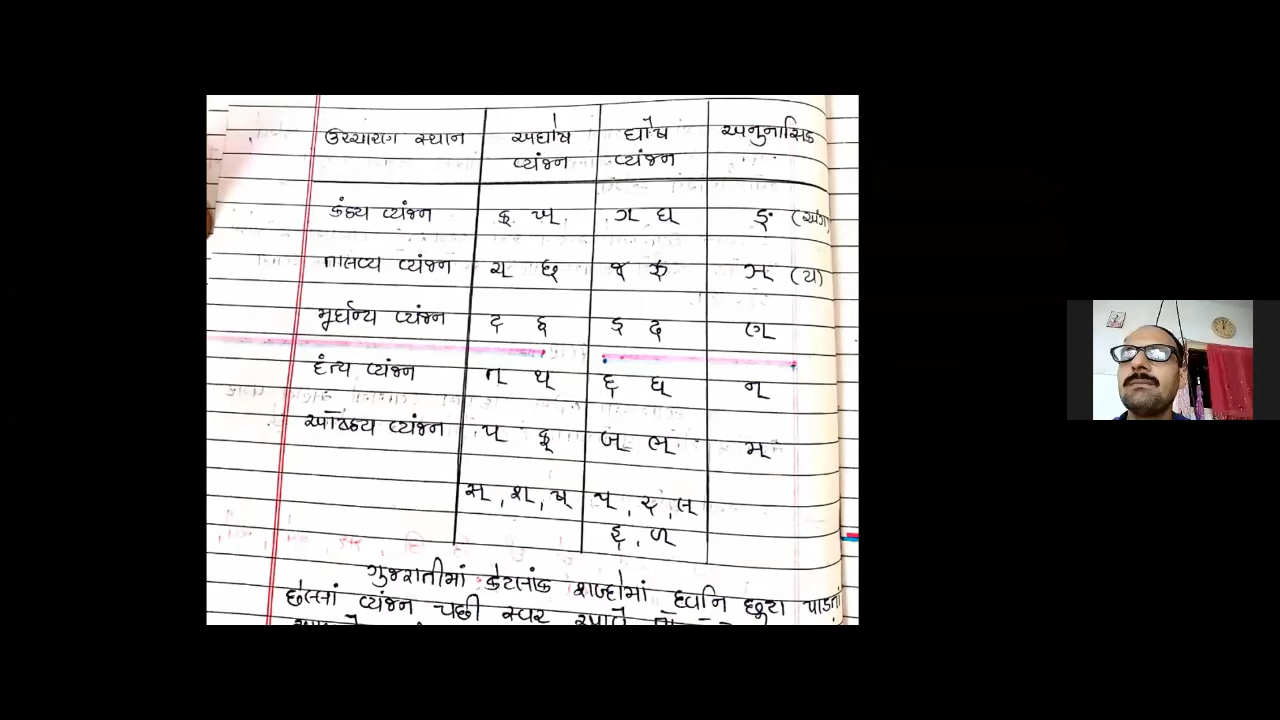 ઉચ્ચારણ સ્થાન અઘોષ વ્યંજન ઘોષ વ્યંજન અનુનાસિક
કંઠ્ય વ્યંજન ક્ ખ્ ગ્ ઘ્ ઙ્ (અંગ)
તાલવ્ય વ્યંજન ચ્ છ્ જ્ ઝ્ ઞ્ (ય)
મૂર્ધન્ય વ્યંજન ટ્ ઠ્ ડ્ ઢ્ ણ્
દંત્ય વ્યંજન ત્ થ્ દ્ ધ્ ન્
ઓષ્ઠ્ય વ્યંજન પ્ ફ્ બ્ ભ્ મ્
સ્, શ્, ષ્ ય્, ર્, લ્
હ્, ળ્
ગુજરાતીમાં કેટલાંક શબ્દોમાં ધ્વનિ છૂટા પાડતાં
છેલ્લાં વ્યંજન પછી સ્વર આવે